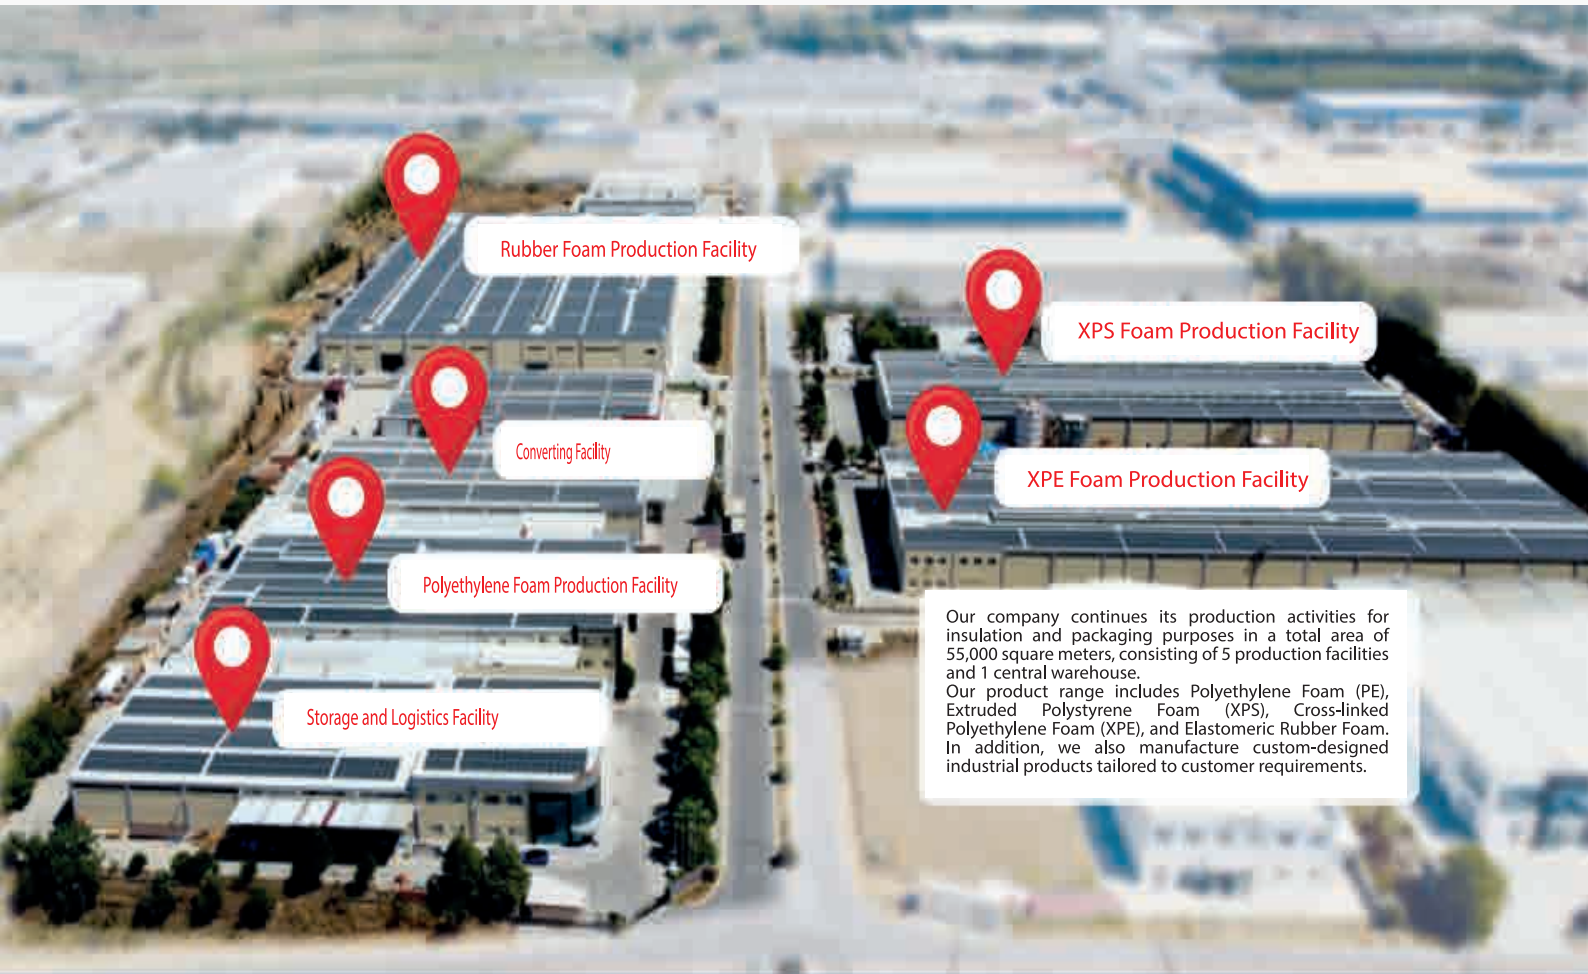 Rubber Foam Production Facility
XPS Foam Production Facility
Converting Facility
XPE Foam Production Facility
Polyethylene Foam Production Facility
Storage and Logistics Facility
Our company continues its production activities for
insulation and packaging purposes in a total area of
55,000 square meters, consisting of 5 production facilities
and 1 central warehouse.
Our product range includes Polyethylene Foam (PE),
Extruded Polystyrene Foam (XPS), Cross-linked
Polyethylene Foam (XPE), and Elastomeric Rubber Foam.
In addition, we also manufacture custom-designed
industrial products tailored to customer requirements.